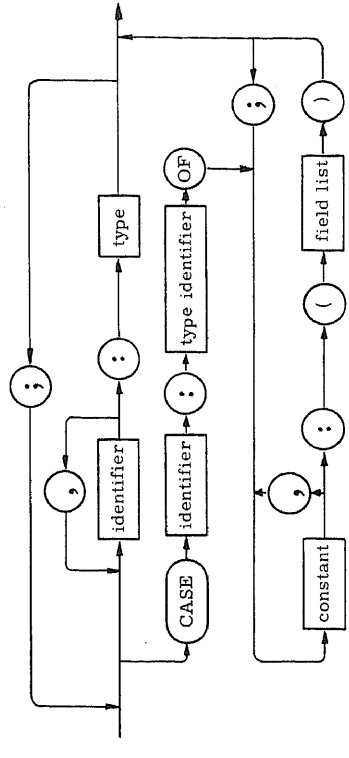 ;
,
identifier
:
type
CASE
identifier
:
type identifier
OF
;
,
constant
:
(
field list
)